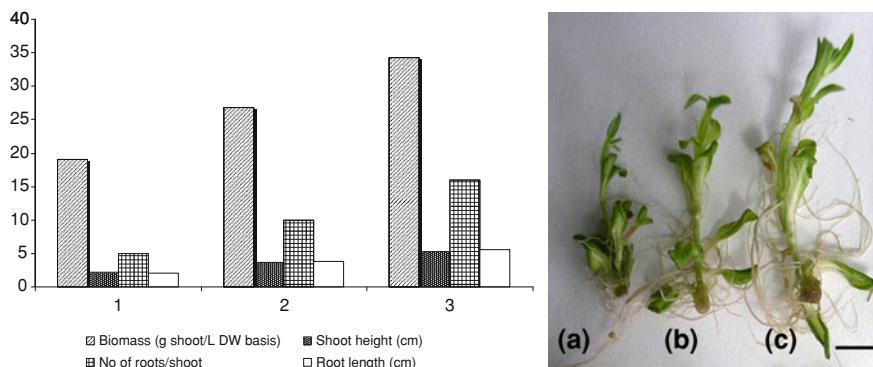 40
35
30
25
20
15
10
5
0
1 2 3
Biomass (g shoot/L DW basis) Shoot height (cm)
No of roots/shoot Root length (cm)
(a) (b) (c)